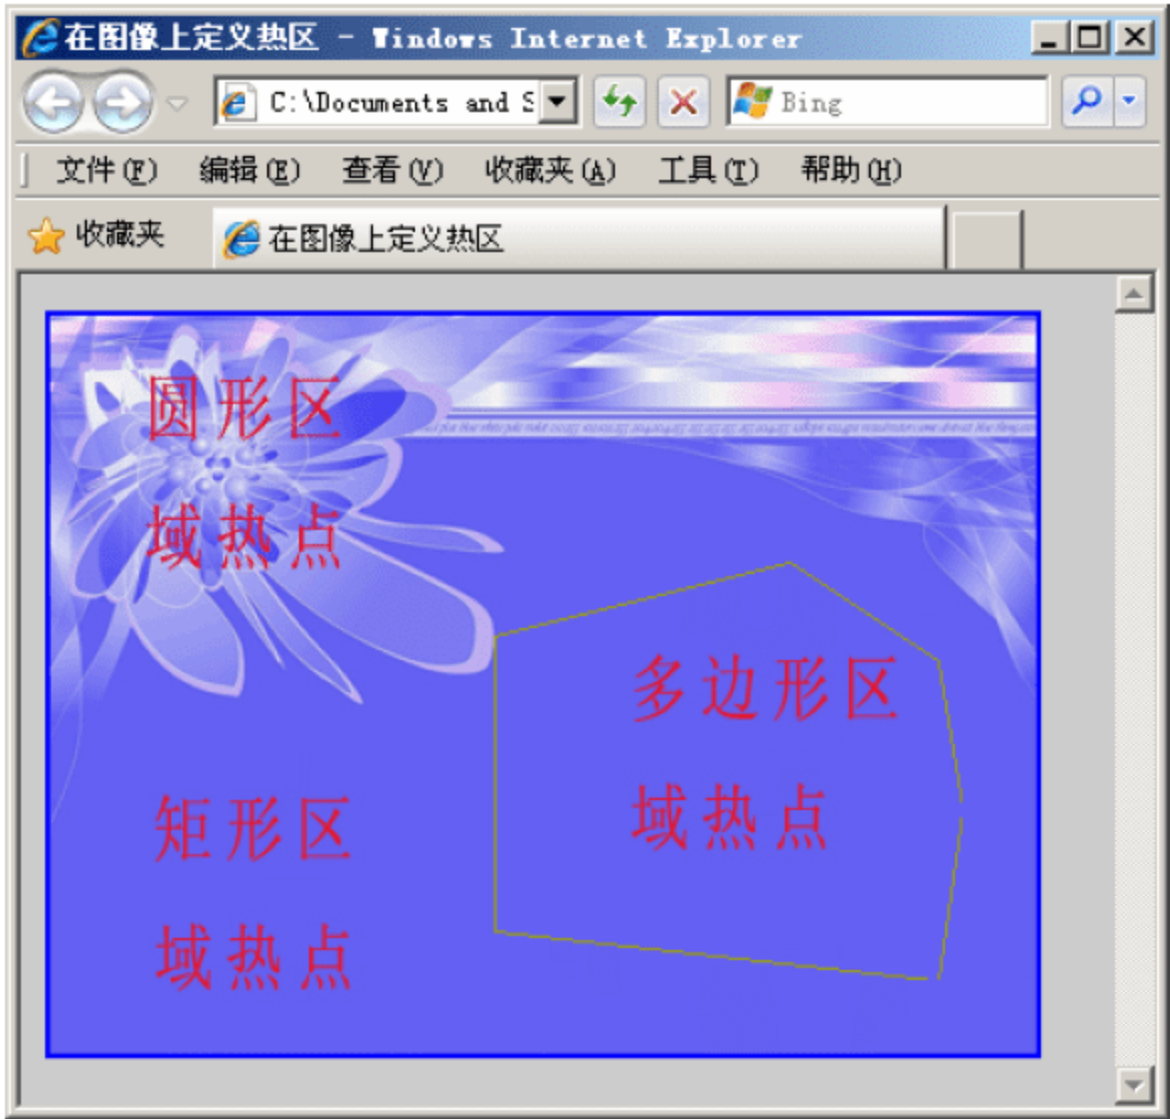 在图像上定义热区 - Windows Internet Explorer
C:\Documents and S
Bing
文件(F) 编辑(E) 查看(V) 收藏夹(A) 工具(T) 帮助(H)
收藏夹 在图像上定义热区
圆形区
域热点
多边形区
域热点
矩形区
域热点